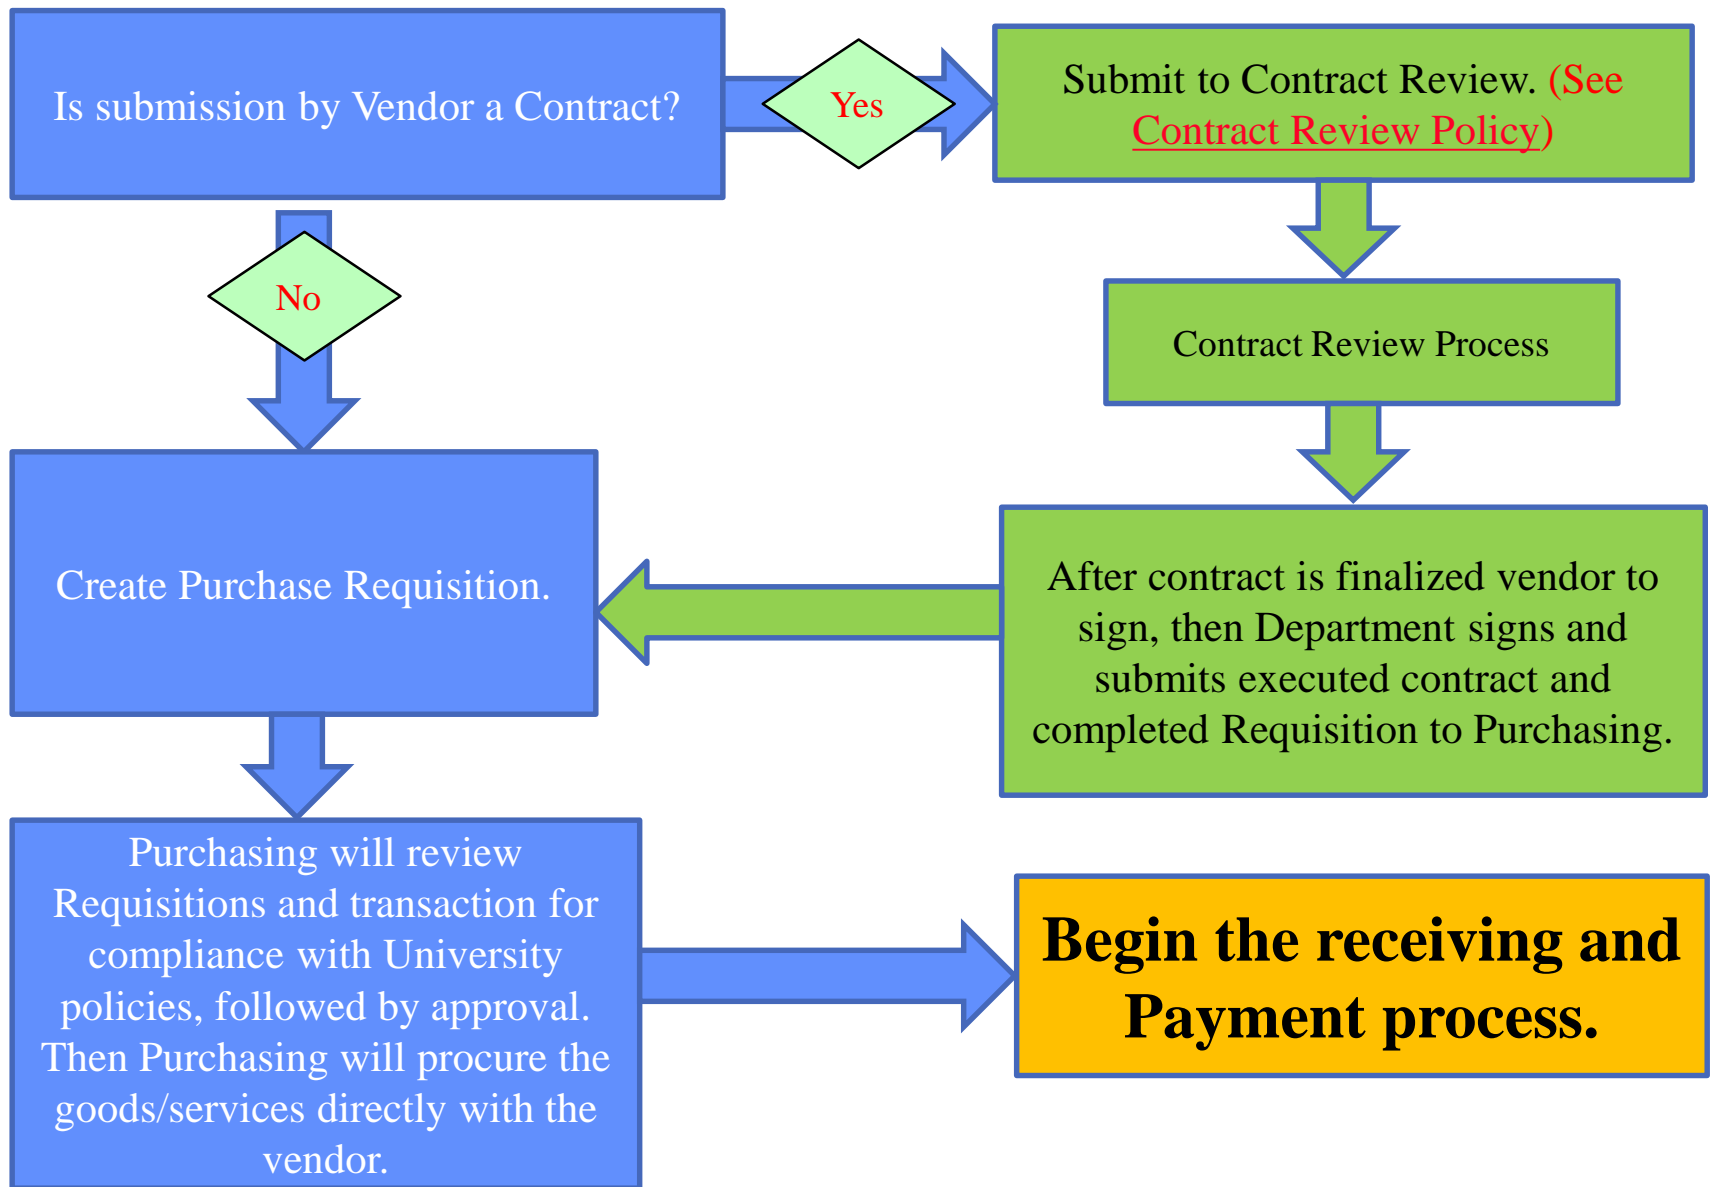 Is submission by Vendor a Contract?
Yes
Submit to Contract Review. (See
Contract Review Policy)
No
Contract Review Process
Create Purchase Requisition.
After contract is finalized vendor to
sign, then Department signs and
submits executed contract and
completed Requisition to Purchasing.
Purchasing will review
Requisitions and transaction for
compliance with University
policies, followed by approval.
Then Purchasing will procure the
goods/services directly with the
vendor.
Begin the receiving and
Payment process.